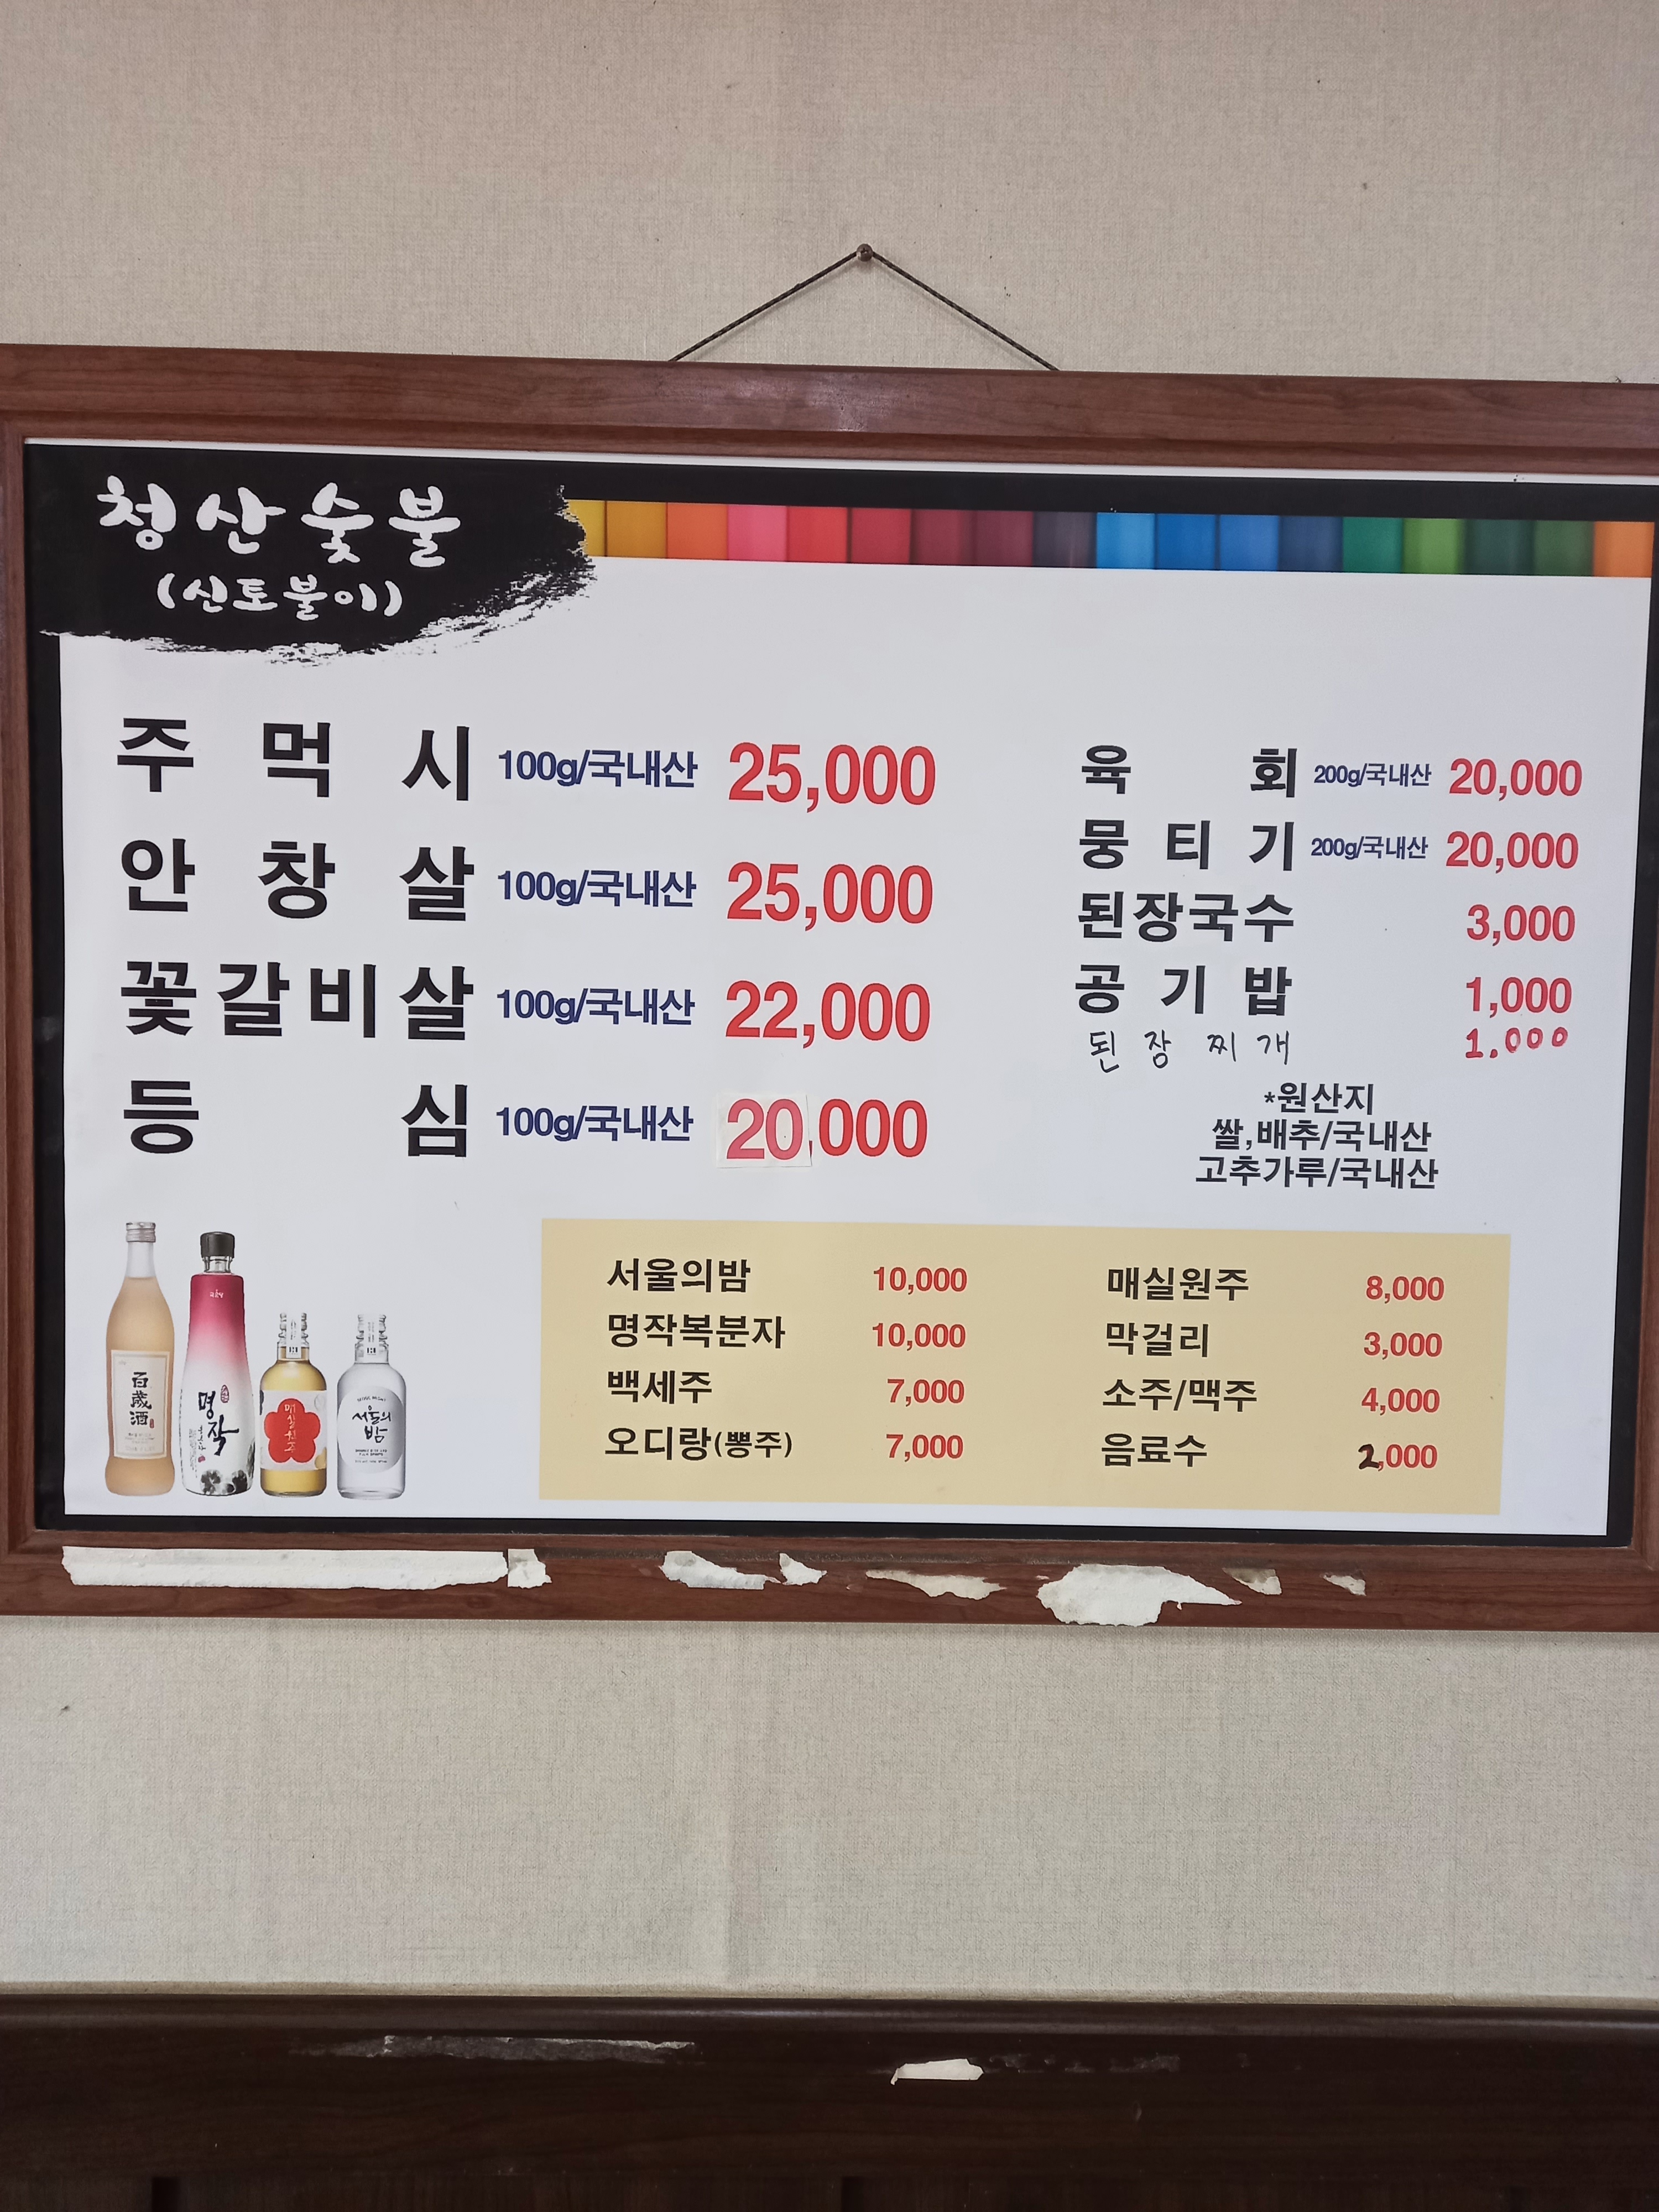 청산숯불
(신토불이)
주먹시 100g/국내산 25,000
안창살 100g/국내산 25,000
꽃갈비살 100g/국내산 22,000
등심 100g/국내산 20,000
육회 200g/국내산 20,000
뭉티기 200g/국내산 20,000
된장국수 3,000
공기밥 1,000
된장찌개 1.000
*원산지
쌀,배추/국내산
고추가루/국내산
百歲酒
명작
매실원주
서울의
밤
서울의밤 10,000
명작복분자 10,000
백세주 7,000
오디랑(뽕주) 7,000
매실원주 8,000
막걸리 3,000
소주/맥주 4,000
음료수 2,000